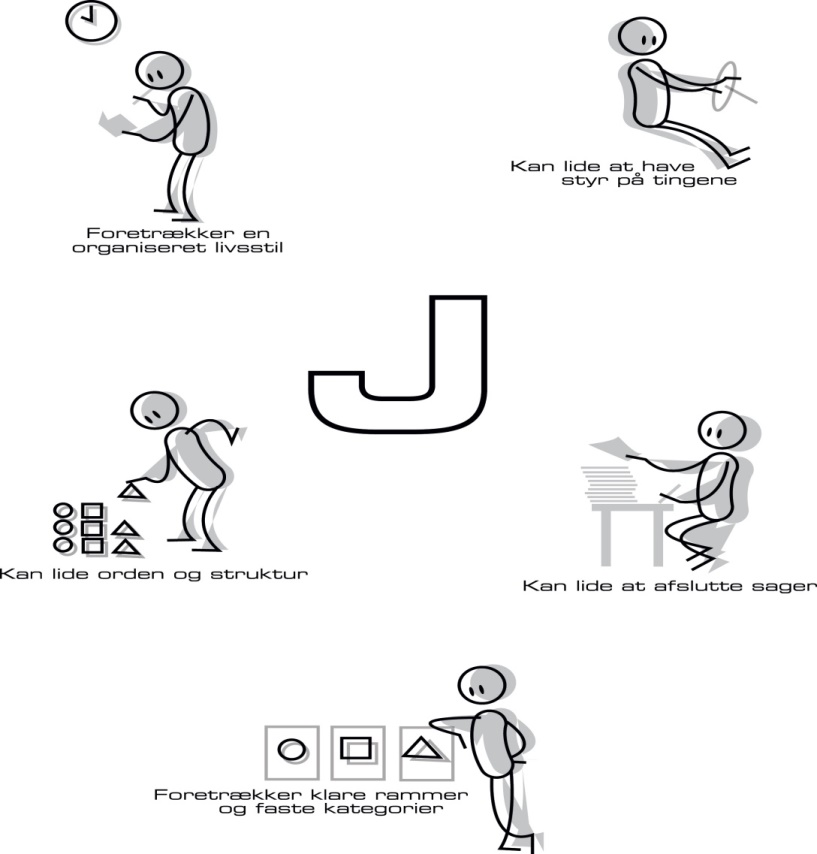 Kan lide at have
styr på tingene
Foretrækker en
organiseret livsstil
J
Kan lide orden og struktur
Kan lide at afslutte sager
Foretrækker klare rammer
og faste kategorier